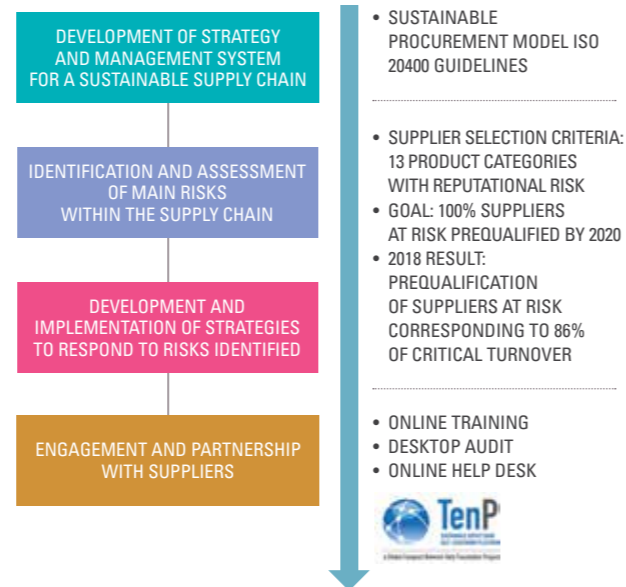 DEVELOPMENT OF STRATEGY
AND MANAGEMENT SYSTEM
FOR A SUSTAINABLE SUPPLY CHAIN
IDENTIFICATION AND ASSESSMENT
OF MAIN RISKS
WITHIN THE SUPPLY CHAIN
DEVELOPMENT AND
IMPLEMENTATION OF STRATEGIES
TO RESPOND TO RISKS IDENTIFIED
ENGAGEMENT AND PARTNERSHIP
WITH SUPPLIERS
• SUSTAINABLE
PROCUREMENT MODEL ISO
20400 GUIDELINES
• SUPPLIER SELECTION CRITERIA:
13 PRODUCT CATEGORIES
WITH REPUTATIONAL RISK
• GOAL: 100% SUPPLIERS
AT RISK PREQUALIFIED BY 2020
• 2018 RESULT:
PREQUALIFICATION
OF SUPPLIERS AT RISK
CORRESPONDING TO 86%
OF CRITICAL TURNOVER
• ONLINE TRAINING
• DESKTOP AUDIT
• ONLINE HELP DESK
TenP